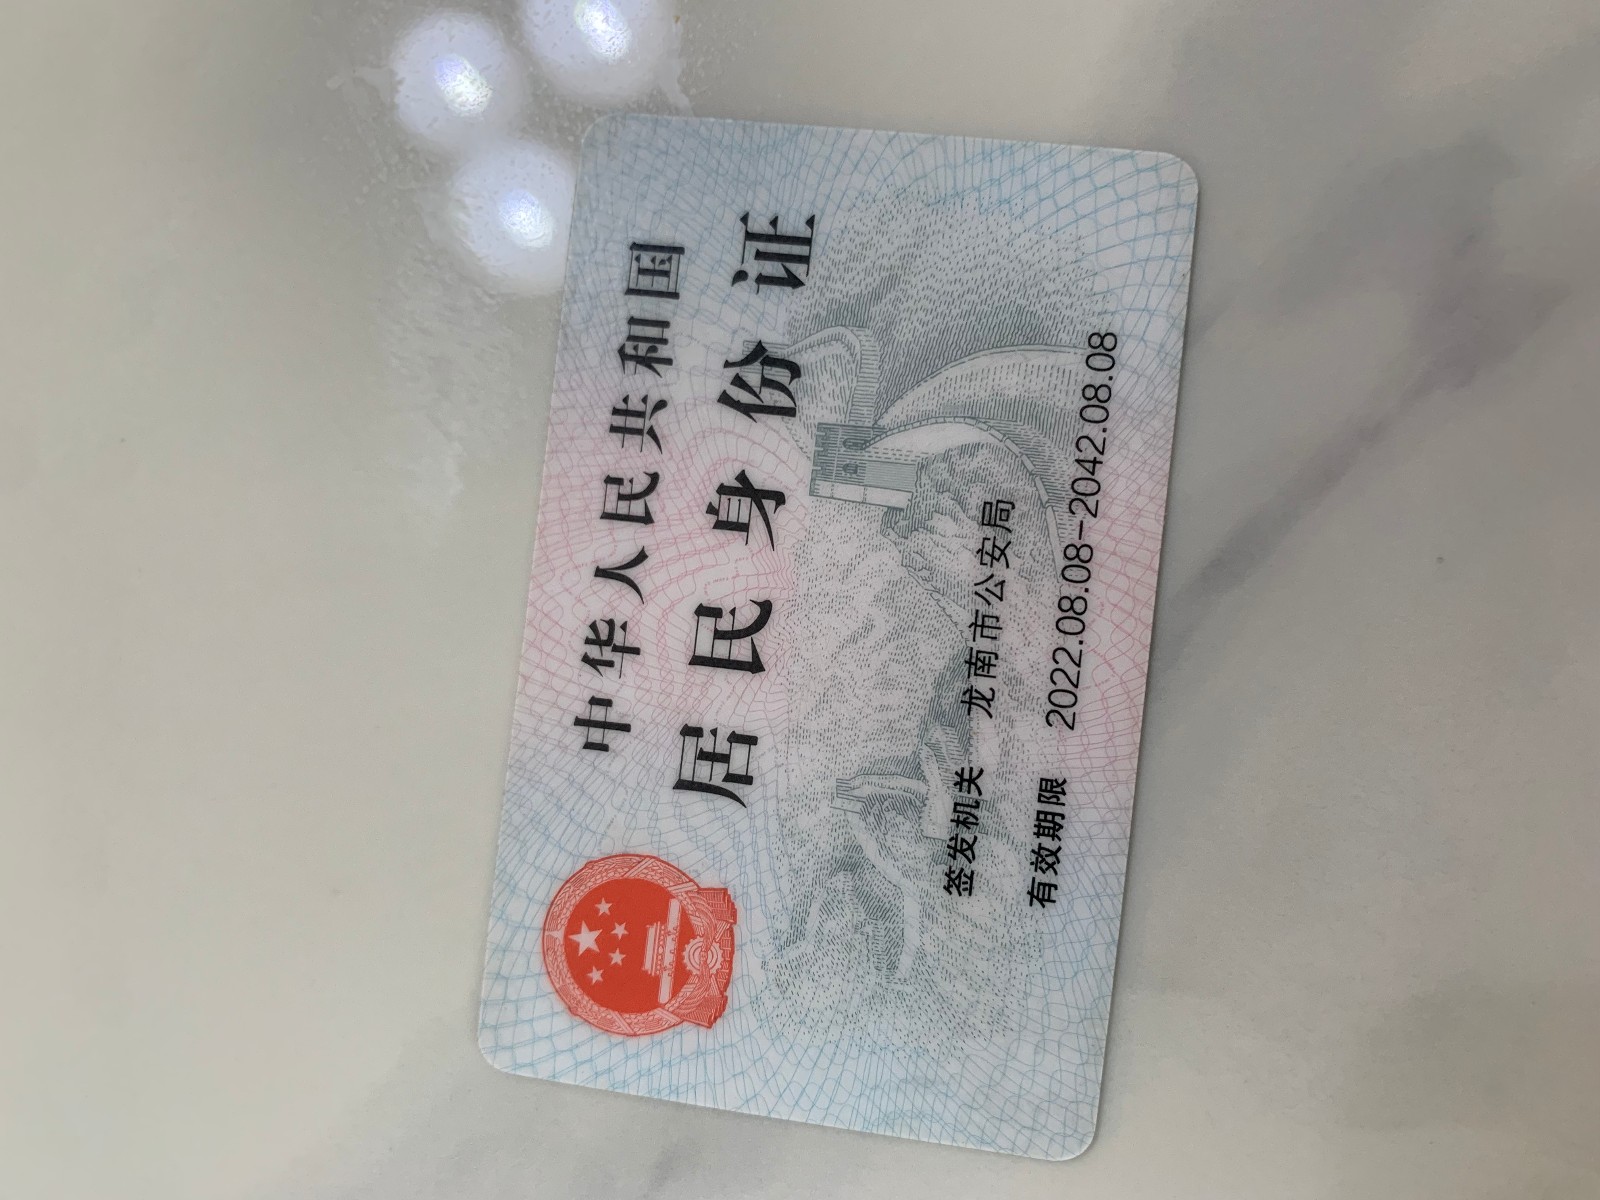 中华人民共和国
居民身份证
签发机关 龙南市公安局
有效期限 2022.08.08-2042.08.08